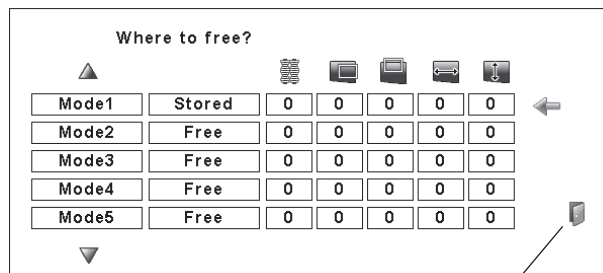 Where to free?
Mode1 Stored 0 0 0 0 0
Mode2 Free 0 0 0 0 0
Mode3 Free 0 0 0 0 0
Mode4 Free 0 0 0 0 0
Mode5 Free 0 0 0 0 0